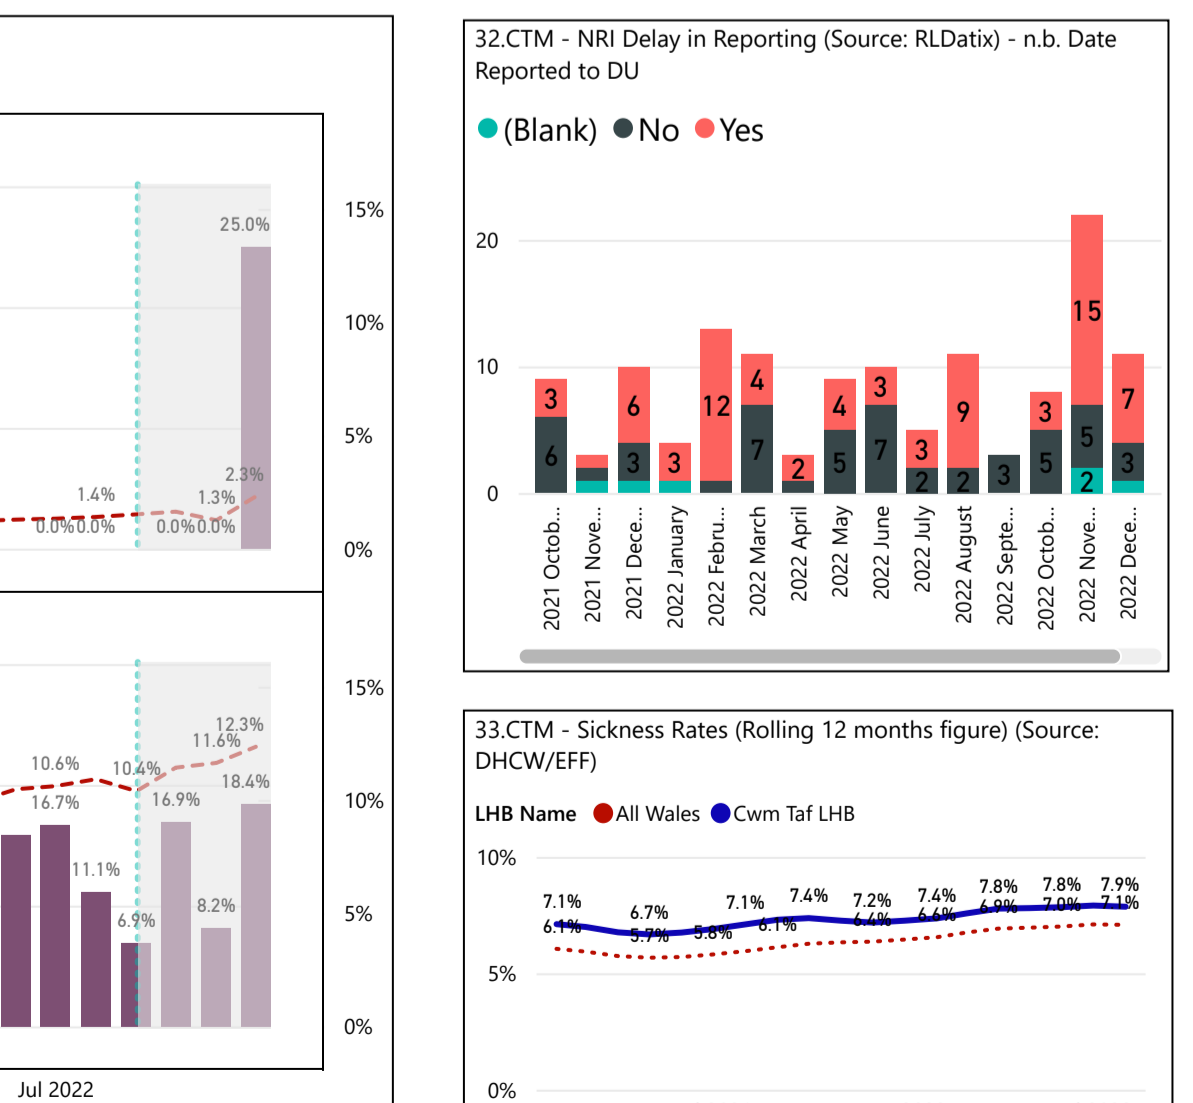 25.0%
2.3%
1.4%
1.3%
0.0% 0.0% 0.0% 0.0%
15%
10%
5%
0%
12.3%
11.6%
10.6% 10.4%
18.4%
16.7% 16.9%
11.1%
8.2%
6.9%
15%
10%
5%
0%
Jul 2022
32.CTM - NRI Delay in Reporting (Source: RLDatix) - n.b. Date
Reported to DU
(Blank) No Yes
20
10
0
3 6 3 12 4 2 4 3 3 9 3 15 7
6 3 7 5 7 2 2 3 5 5 3
2
2021 Octob...
2021 Nove...
2021 Dece...
2022 January
2022 Febru...
2022 March
2022 April
2022 May
2022 June
2022 July
2022 August
2022 Septe...
2022 Octob...
2022 Nove...
2022 Dece...
33.CTM - Sickness Rates (Rolling 12 months figure) (Source:
DHCW/EFF)
LHB Name All Wales Cwm Taf LHB
10%
5%
0%
7.1% 6.7% 7.1% 7.4% 7.2% 7.4% 7.8% 7.8% 7.9%
6.1% 5.7% 5.8% 6.1% 6.4% 6.6% 6.9% 7.0% 7.1%